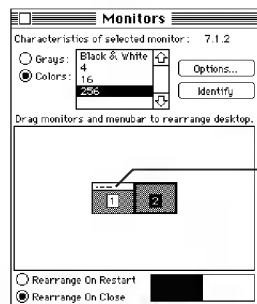 Monitors
Characteristics of selected monitor: 7.1.2
Grays:
Colors:
Black & White
4
16
256
Options...
Identify
Drag monitors and menubar to rearrange desktop.
1
2
Rearrange On Restart
Rearrange On Close